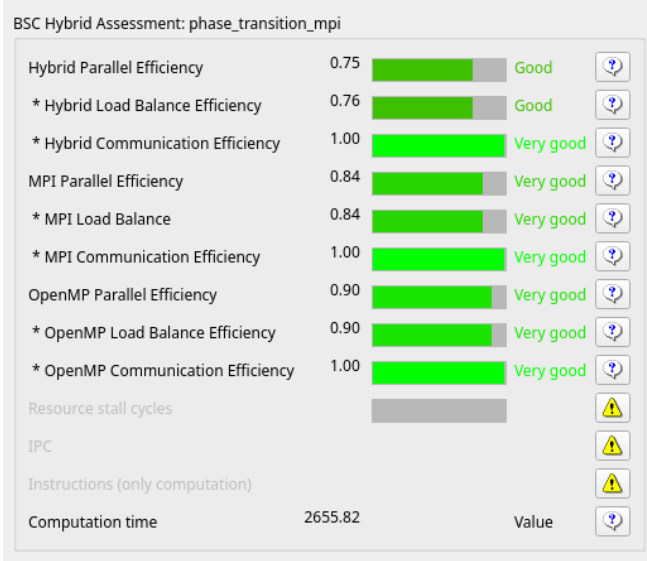 BSC Hybrid Assessment: phase_transition_mpi
Hybrid Parallel Efficiency 0.75 Good ?
* Hybrid Load Balance Efficiency 0.76 Good ?
* Hybrid Communication Efficiency 1.00 Very good ?
MPI Parallel Efficiency 0.84 Very good ?
* MPI Load Balance 0.84 Very good ?
* MPI Communication Efficiency 1.00 Very good ?
OpenMP Parallel Efficiency 0.90 Very good ?
* OpenMP Load Balance Efficiency 0.90 Very good ?
* OpenMP Communication Efficiency 1.00 Very good ?
Resource stall cycles !
IPC !
Instructions (only computation) !
Computation time 2655.82 Value ?